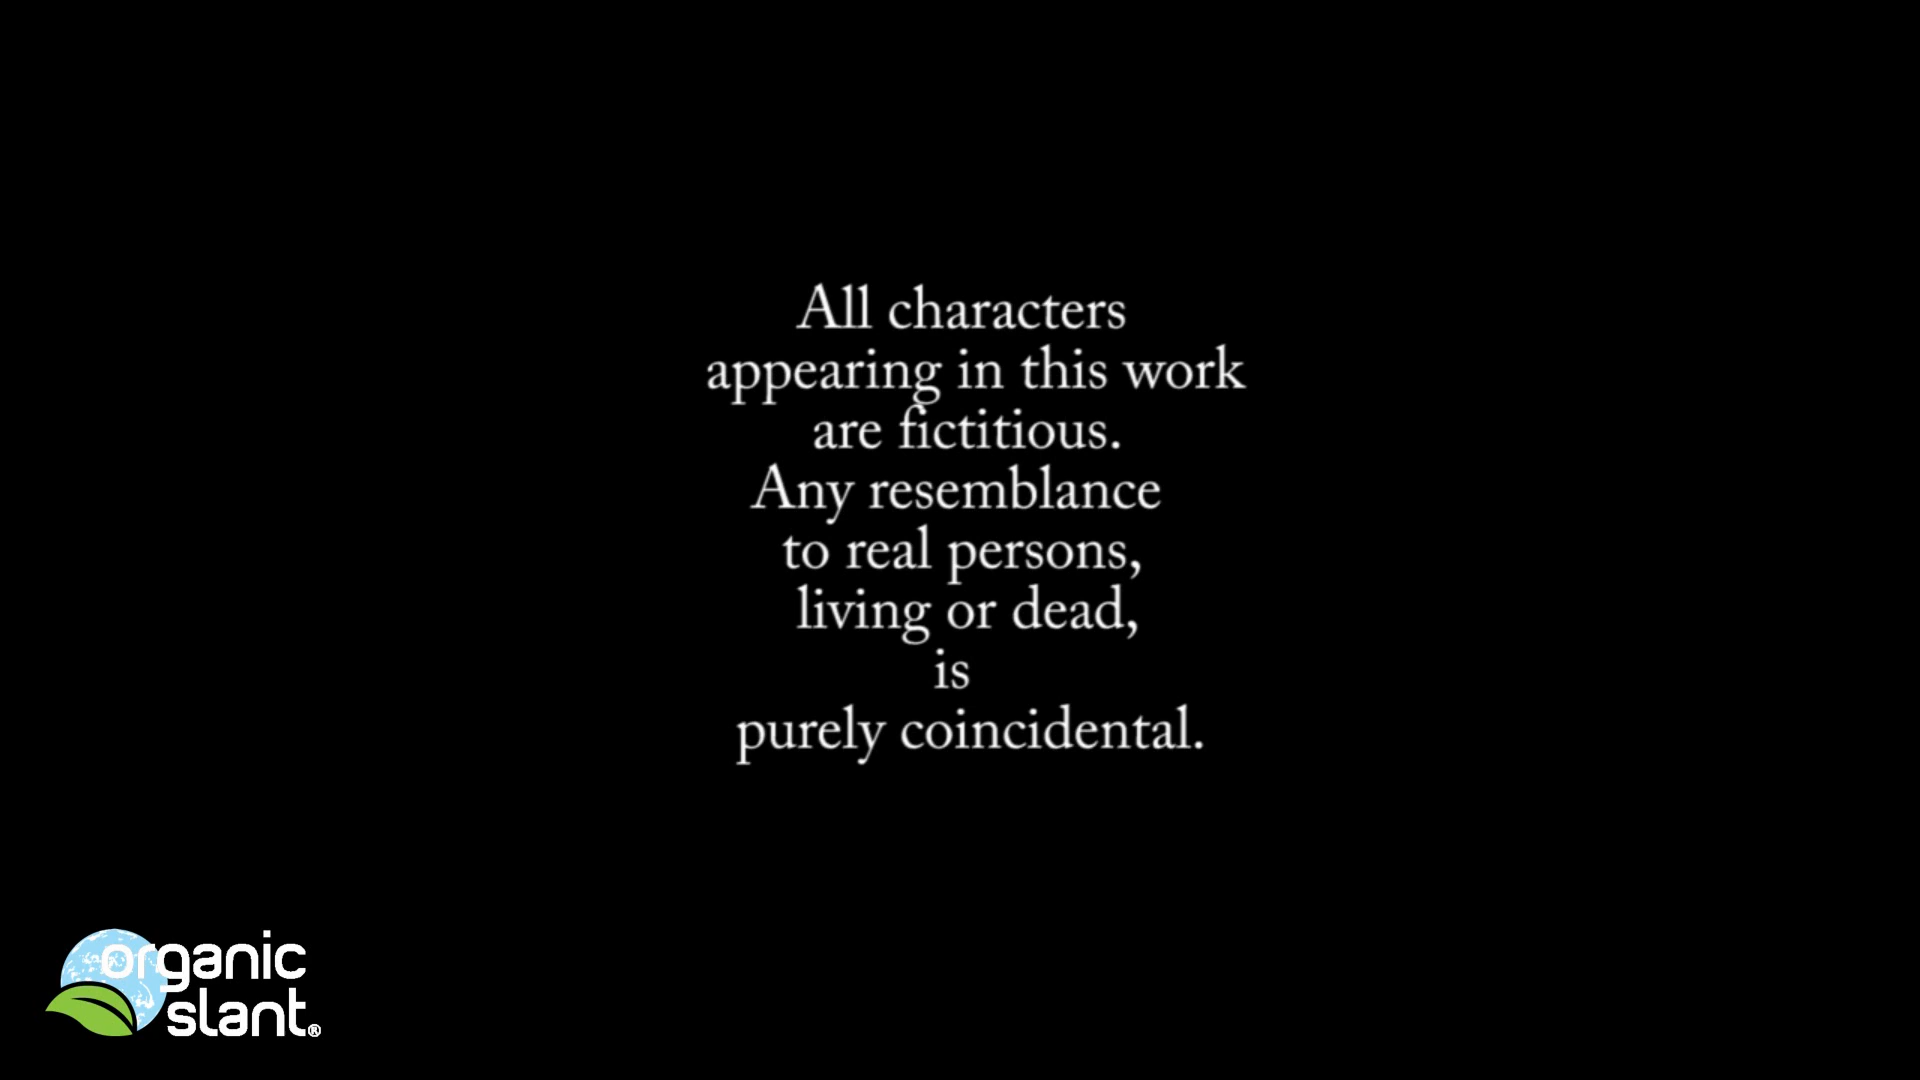 All characters
appearing in this work
are fictitious.
Any resemblance
to real persons,
living or dead,
is
purely coincidental.
organic
slant®